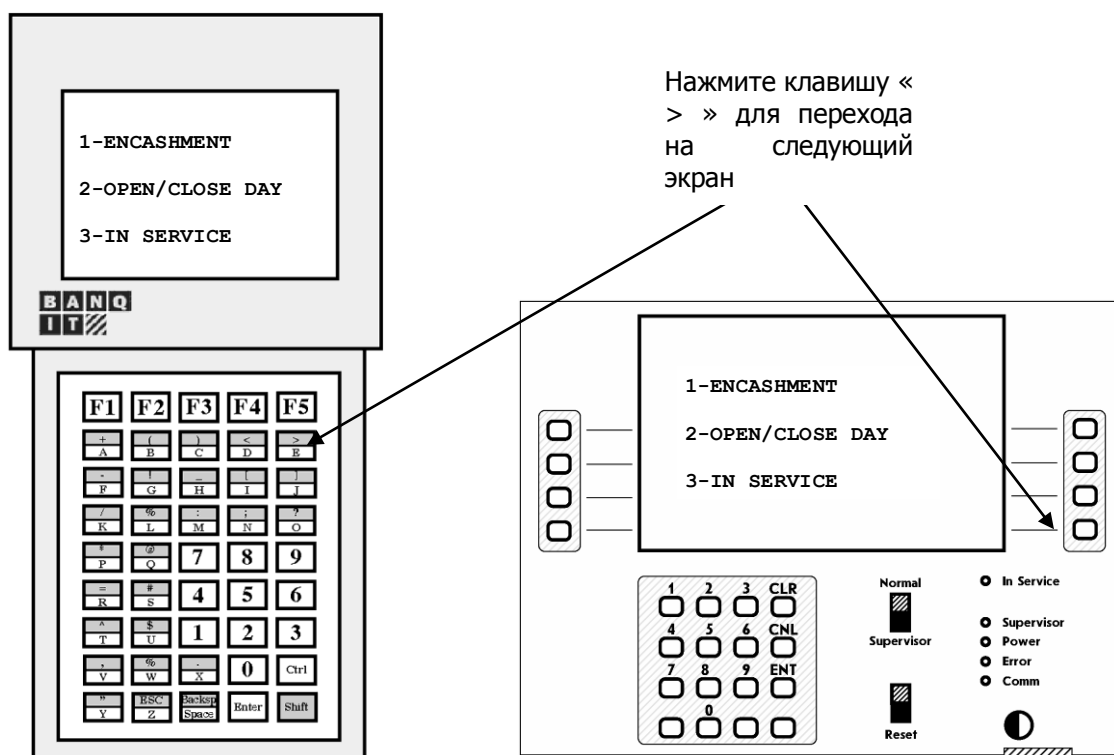 Нажмите клавишу «
> » для перехода
на следующий
экран
1-ENCASHMENT
2-OPEN/CLOSE DAY
3-IN SERVICE
BANQ
IT
F1 F2 F3 F4 F5
+ ( ) < >
A B C D E
- ! _ [ ]
F G H I J
/ % : ; ?
K L M N O
* @
P Q 7 8 9
= #
R S 4 5 6
^ $
T U 1 2 3
, % .
V W X 0 Ctrl
" ESC Backsp
Y Z Space Enter Shift
1-ENCASHMENT
2-OPEN/CLOSE DAY
3-IN SERVICE
1 2 3 CLR
4 5 6 CNL
7 8 9 ENT
0
Normal
Supervisor
Reset
In Service
Supervisor
Power
Error
Comm